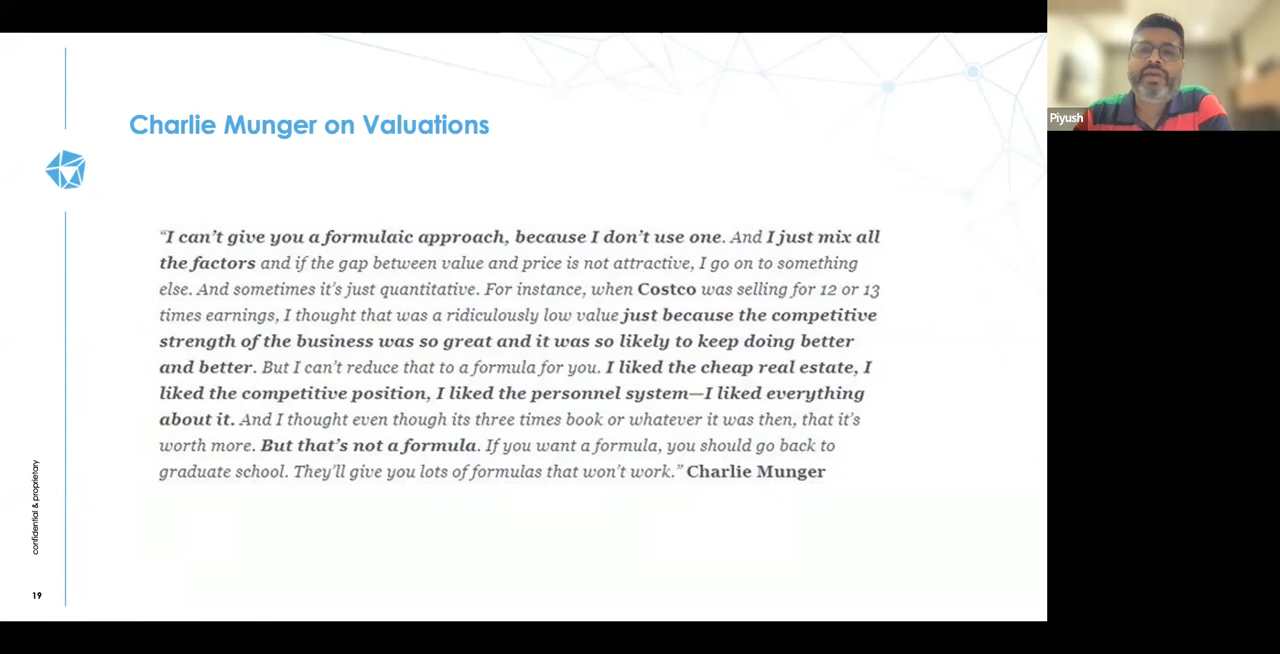 Piyush
Charlie Munger on Valuations
“I can’t give you a formulaic approach, because I don’t use one. And I just mix all
the factors and if the gap between value and price is not attractive, I go on to something
else. And sometimes it’s just quantitative. For instance, when Costco was selling for 12 or 13
times earnings, I thought that was a ridiculously low value just because the competitive
strength of the business was so great and it was so likely to keep doing better
and better. But I can’t reduce that to a formula for you. I liked the cheap real estate, I
liked the competitive position, I liked the personnel system—I liked everything
about it. And I thought even though its three times book or whatever it was then, that it’s
worth more. But that’s not a formula. If you want a formula, you should go back to
graduate school. They’ll give you lots of formulas that won’t work.” Charlie Munger
confidential & proprietary
19